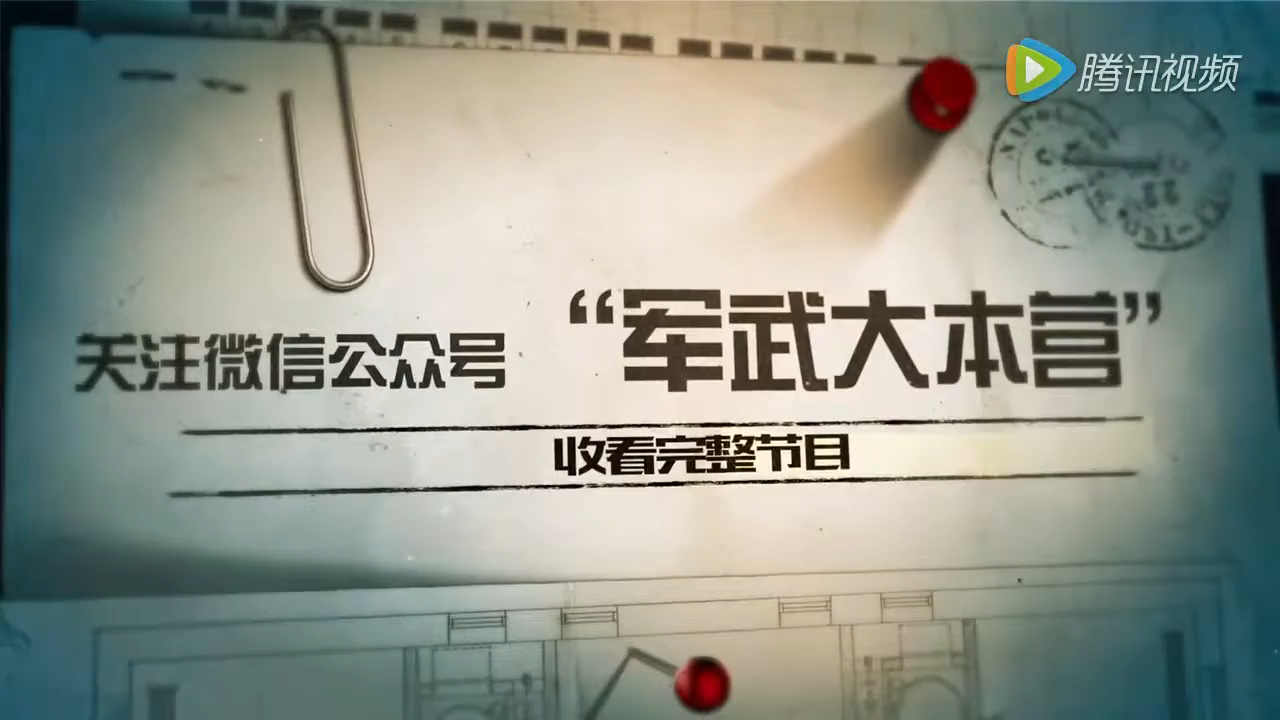 腾讯视频
关注微信公众号 “军武大本营”
收看完整节目